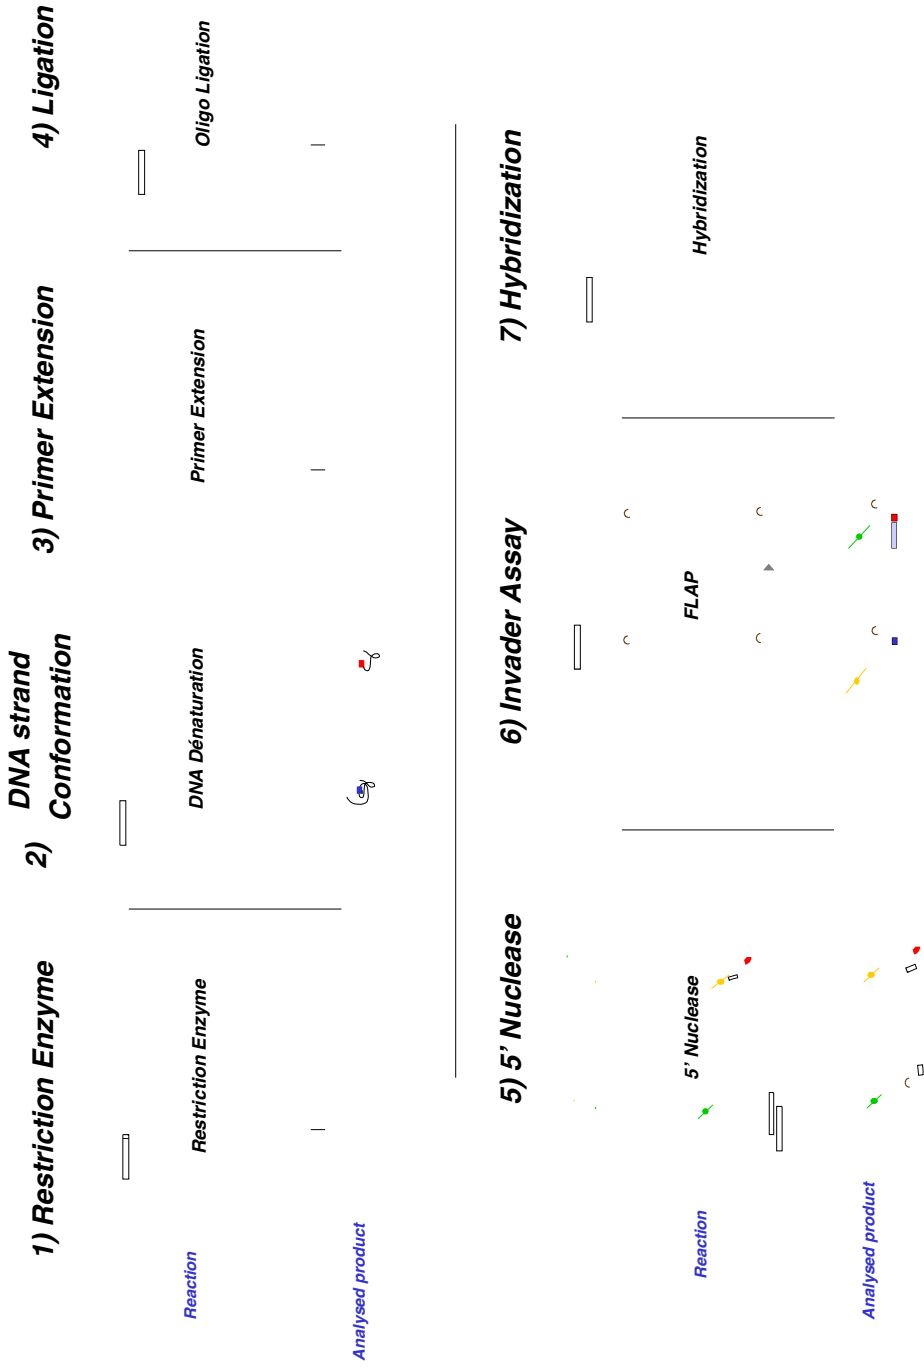 1) Restriction Enzyme
2)
DNA strand
Conformation
3) Primer Extension
4) Ligation
Reaction
Restriction Enzyme
DNA Dénaturation
Primer Extension
Oligo Ligation
Analysed product
5) 5’ Nuclease
6) Invader Assay
7) Hybridization
Reaction
5’ Nuclease
FLAP
Hybridization
Analysed product